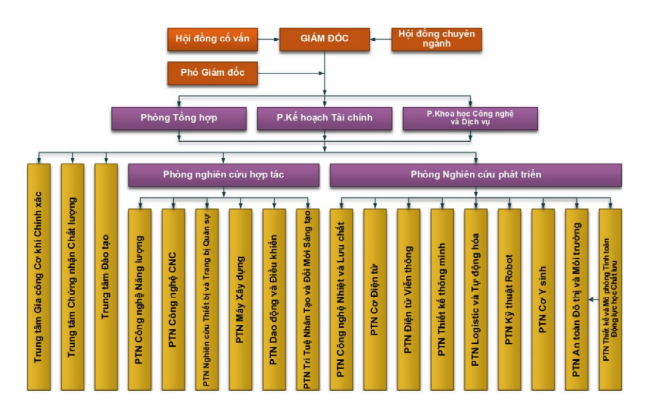 Hội đồng cố vấn
GIÁM ĐỐC
Hội đồng chuyên
ngành
Phó Giám đốc
Phòng Tổng hợp
P.Kế hoạch Tài chính
P.Khoa học Công nghệ
và Dịch vụ
Phòng nghiên cứu hợp tác
Phòng Nghiên cứu phát triển
Trung tâm Gia công Cơ khí Chính xác
Trung tâm Chứng nhận Chất lượng
Trung tâm Đào tạo
PTN Công nghệ Năng lượng
PTN Công nghệ CNC
PTN Nghiên cứu Thiết bị và Trang bị Quân sự
PTN Máy Xây dựng
PTN Dao động và Điều khiển
PTN Trí Tuệ Nhân Tạo và Đổi Mới Sáng tạo
PTN Công nghệ Nhiệt và Lưu chất
PTN Cơ Điện tử
PTN Điện tử Viễn thông
PTN Thiết kế thông minh
PTN Logistic và Tự động hóa
PTN Kỹ thuật Robot
PTN Cơ Y sinh
PTN An toàn Đô thị và Môi trường
PTN Thiết kế và Mô phỏng Tính toán
Động lực học Chất lưu